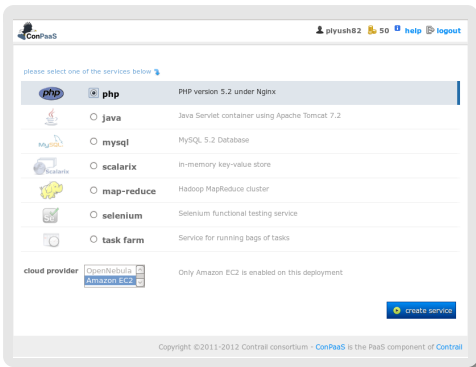 ConPaaS
piyush82 50 help logout
please select one of the services below
php php PHP version 5.2 under Nginx
Java java Java Servlet container using Apache Tomcat 7.2
MySQL mysql MySQL 5.2 Database
Scalarix scalarix in-memory key-value store
map-reduce Hadoop MapReduce cluster
selenium Selenium functional testing service
task farm Service for running bags of tasks
cloud provider OpenNebula Only Amazon EC2 is enabled on this deployment
Amazon EC2
create service
Copyright ©2011-2012 Contrail consortium - ConPaaS is the PaaS component of Contrail